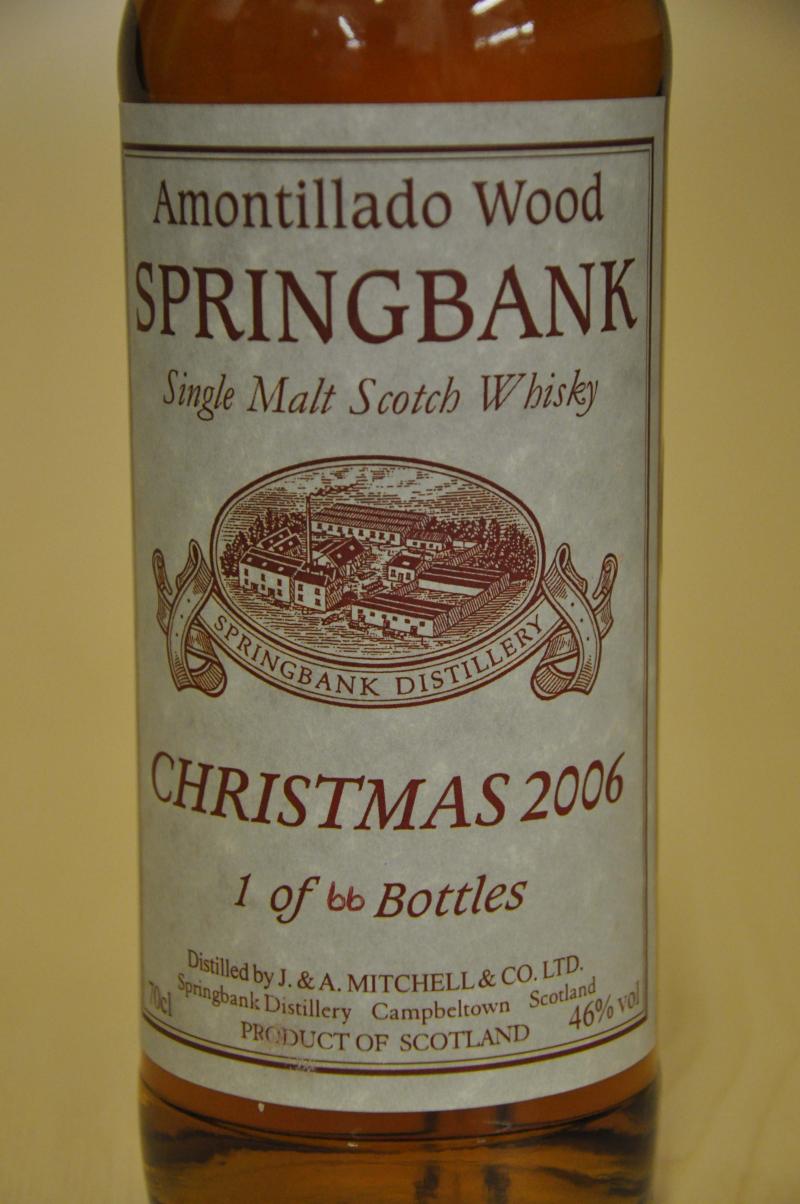 Amontillado Wood
SPRINGBANK
Single Malt Scotch Whisky
SPRINGBANK DISTILLERY
CHRISTMAS 2006
1 of 66 Bottles
Distilled by J. & A. MITCHELL & CO. LTD.
Springbank Distillery Campbeltown Scotland
70cl 46% vol
PRODUCT OF SCOTLAND